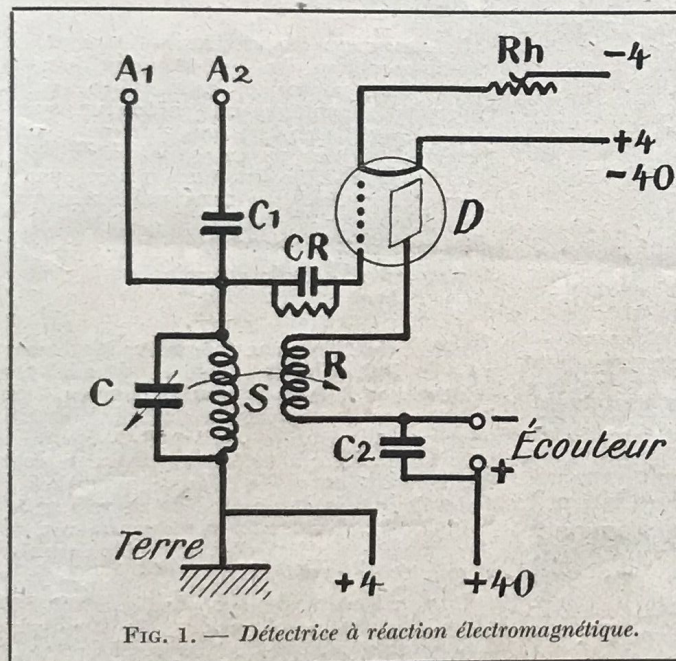 Rh
-4
A1
A2
+4
-40
C1
D
CR
C
S
R
C2
-
Écouteur
+
Terre
+4
+40
FIG. 1. — Détectrice à réaction électromagnétique.